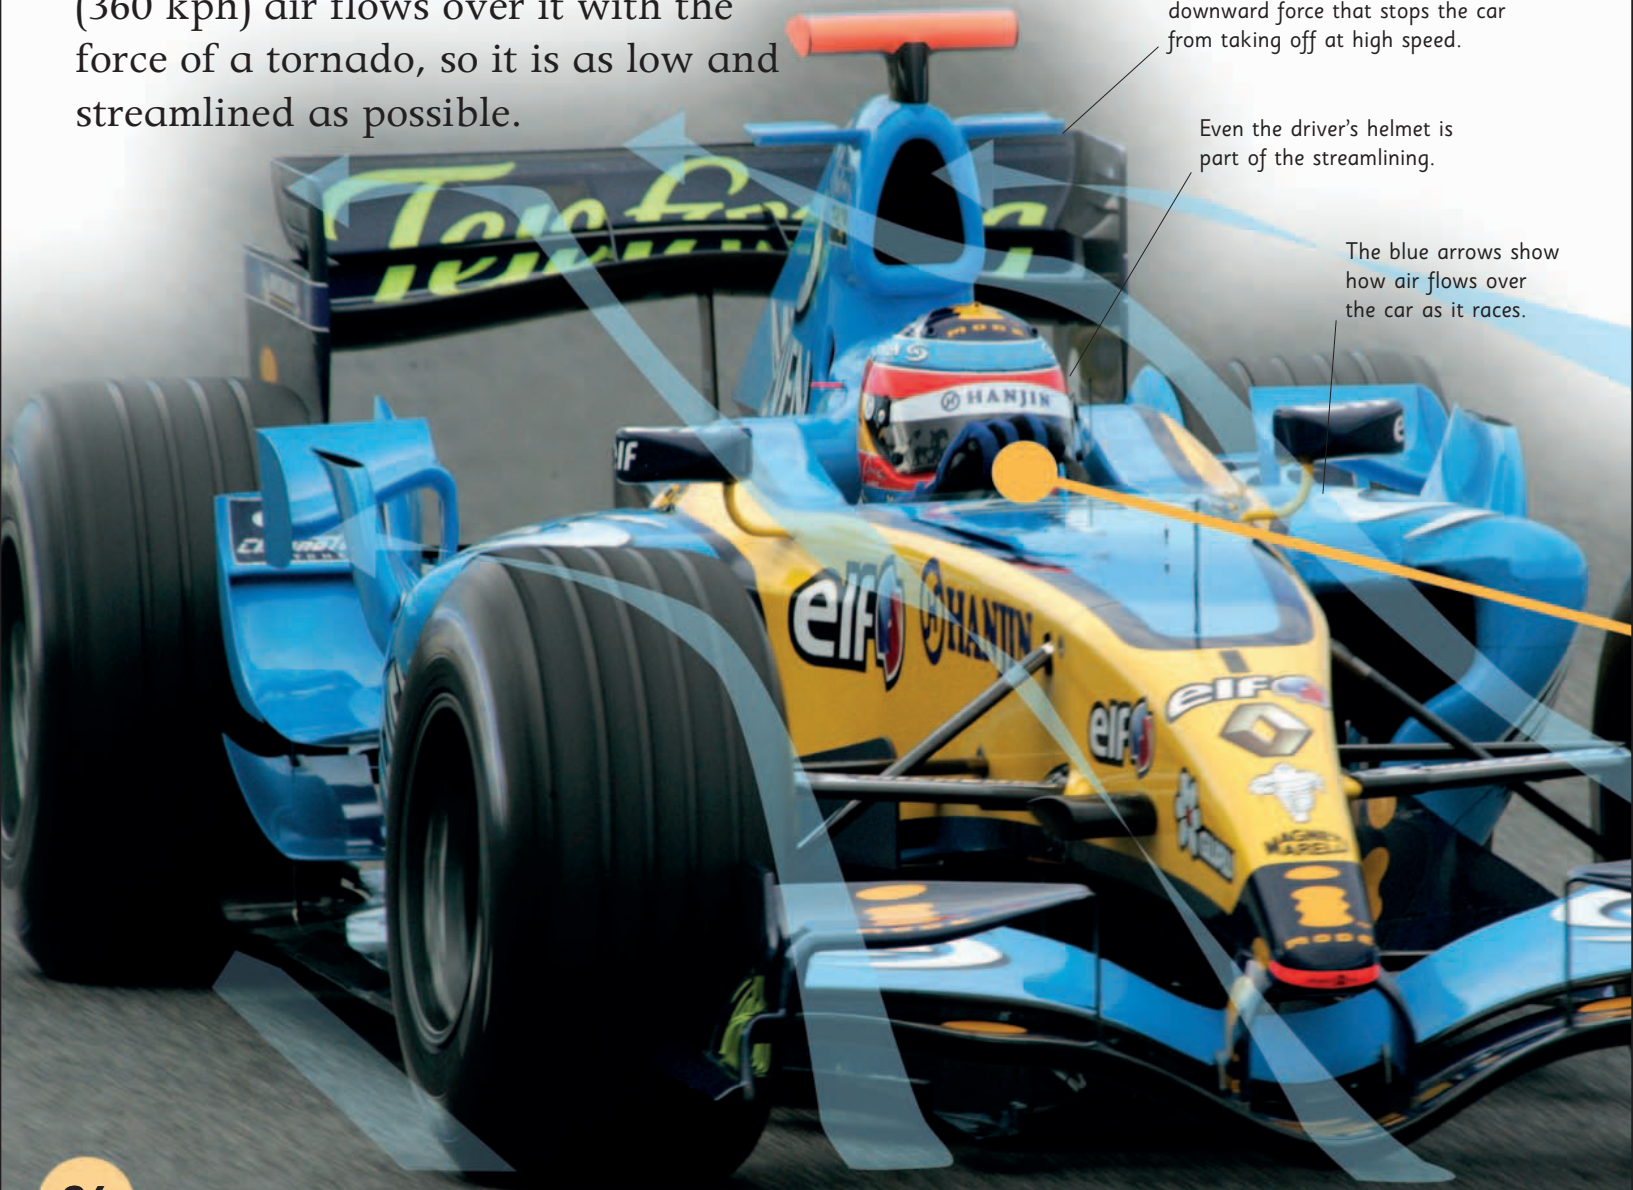 (360 kph) air flows over it with the
force of a tornado, so it is as low and
streamlined as possible.
downward force that stops the car
from taking off at high speed.
Even the driver's helmet is
part of the streamlining.
The blue arrows show
how air flows over
the car as it races.
HANJIN
elf
elf
HANJIN
elf
elf
MAGNETI
MARELLI